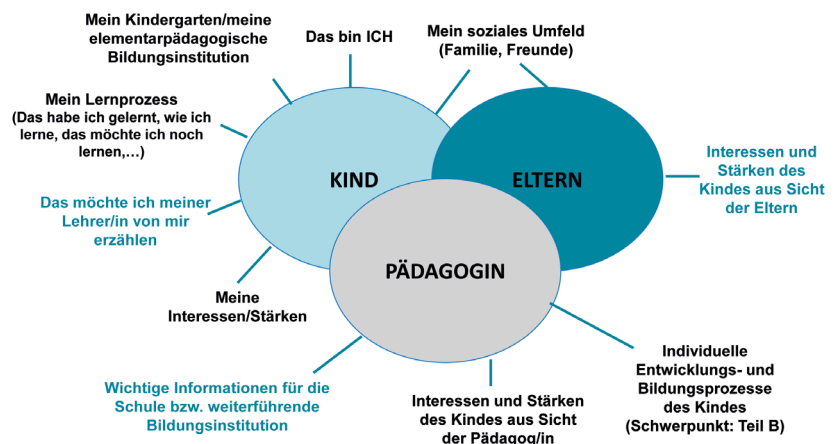 Mein Kindergarten/meine
elementarpädagogische
Bildungsinstitution
Das bin ICH
Mein soziales Umfeld
(Familie, Freunde)
Mein Lernprozess
(Das habe ich gelernt, wie ich
lerne, das möchte ich noch
lernen,…)
KIND
ELTERN
Interessen und
Stärken des
Kindes aus Sicht
der Eltern
Das möchte ich meiner
Lehrer/in von mir
erzählen
PÄDAGOGIN
Meine
Interessen/Stärken
Wichtige Informationen für die
Schule bzw. weiterführende
Bildungsinstitution
Interessen und Stärken
des Kindes aus Sicht
der Pädagog/in
Individuelle
Entwicklungs- und
Bildungsprozesse
des Kindes
(Schwerpunkt: Teil B)